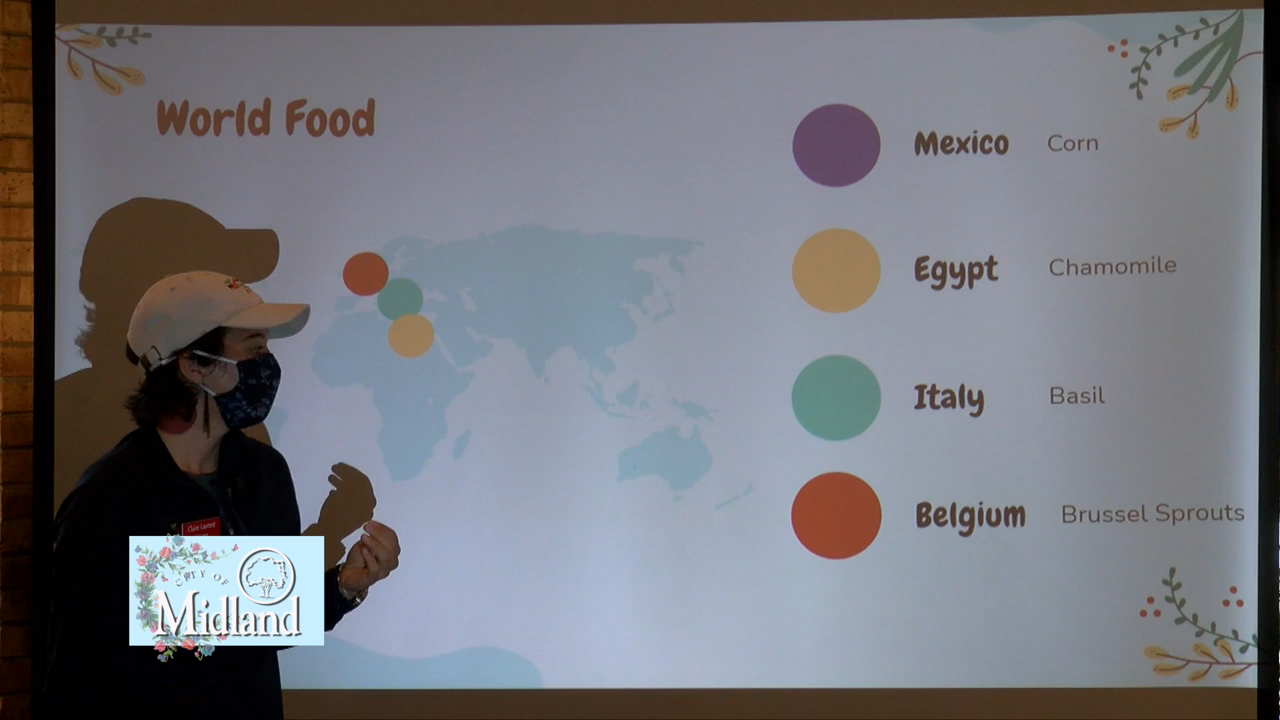 World Food
Mexico Corn
Egypt Chamomile
Italy Basil
Belgium Brussel Sprouts
CITY OF
Midland